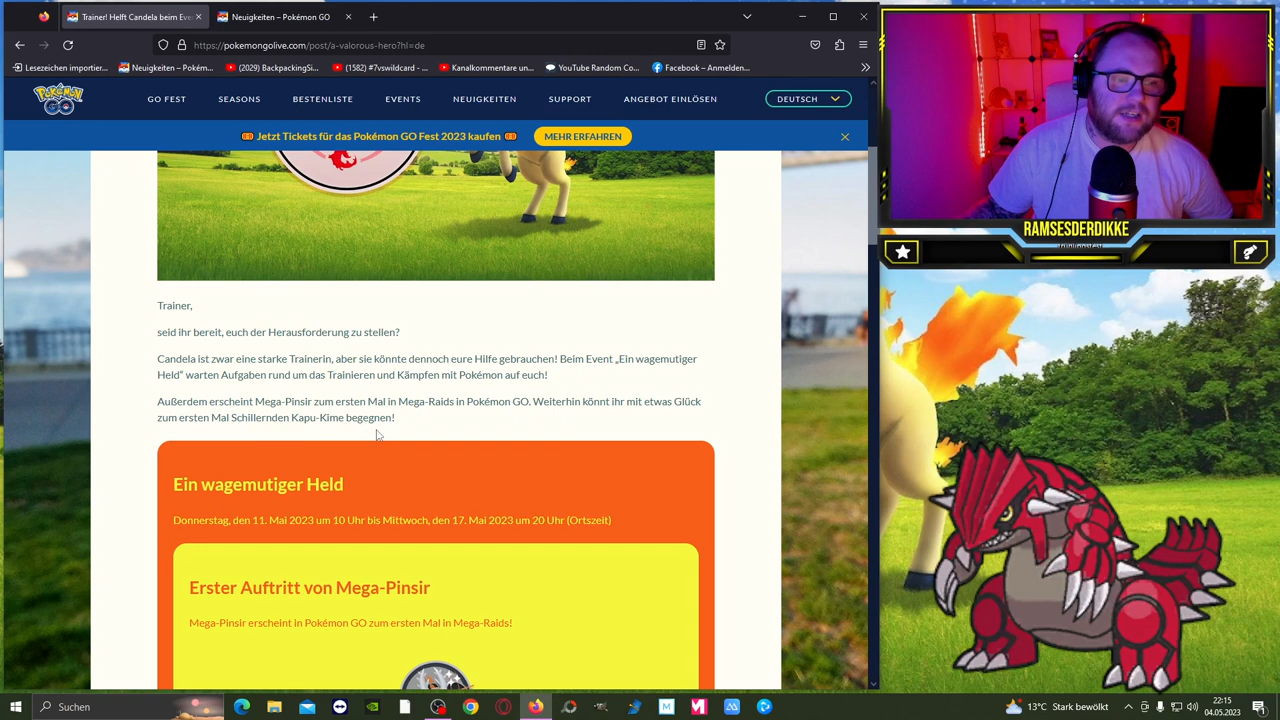 Trainer! Helft Candela beim Eve
Neuigkeiten – Pokémon GO
https://pokemongolive.com/post/a-valorous-hero?hl=de
Lesezeichen importier...
Neuigkeiten – Pokém...
(2029) BackpackingSi...
(1582) #Tvswildcard - ...
Kanalkommentare un...
YouTube Random Co...
Facebook – Anmelden...
POKÉMON GO
GO FEST
SEASONS
BESTENLISTE
EVENTS
NEUIGKEITEN
SUPPORT
ANGEBOT EINLÖSEN
DEUTSCH
Jetzt Tickets für das Pokémon GO Fest 2023 kaufen
MEHR ERFAHREN
Trainer,
seid ihr bereit, euch der Herausforderung zu stellen?
Candela ist zwar eine starke Trainerin, aber sie könnte dennoch eure Hilfe gebrauchen! Beim Event „Ein wagemutiger
Held“ warten Aufgaben rund um das Trainieren und Kämpfen mit Pokémon auf euch!
Außerdem erscheint Mega-Pinsir zum ersten Mal in Mega-Raids in Pokémon GO. Weiterhin könnt ihr mit etwas Glück
zum ersten Mal Schillernden Kapu-Kime begegnen!
Ein wagemutiger Held
Donnerstag, den 11. Mai 2023 um 10 Uhr bis Mittwoch, den 17. Mai 2023 um 20 Uhr (Ortszeit)
Erster Auftritt von Mega-Pinsir
Mega-Pinsir erscheint in Pokémon GO zum ersten Mal in Mega-Raids!
RAMSESDERDIKKE
Suchen
13°C Stark bewölkt
22:15
04.05.2023